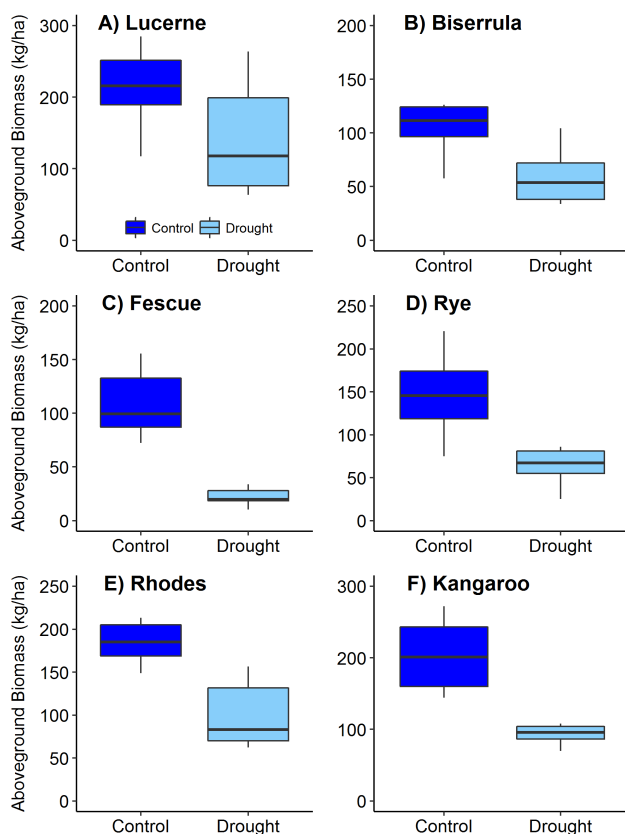 A) Lucerne
Aboveground Biomass (kg/ha)
300
200
100
0
Control
Drought
Control
Drought
B) Biserrula
200
150
100
50
0
Control
Drought
C) Fescue
Aboveground Biomass (kg/ha)
200
150
100
50
0
Control
Drought
D) Rye
250
200
150
100
50
0
Control
Drought
E) Rhodes
Aboveground Biomass (kg/ha)
250
200
150
100
50
0
Control
Drought
F) Kangaroo
300
200
100
0
Control
Drought